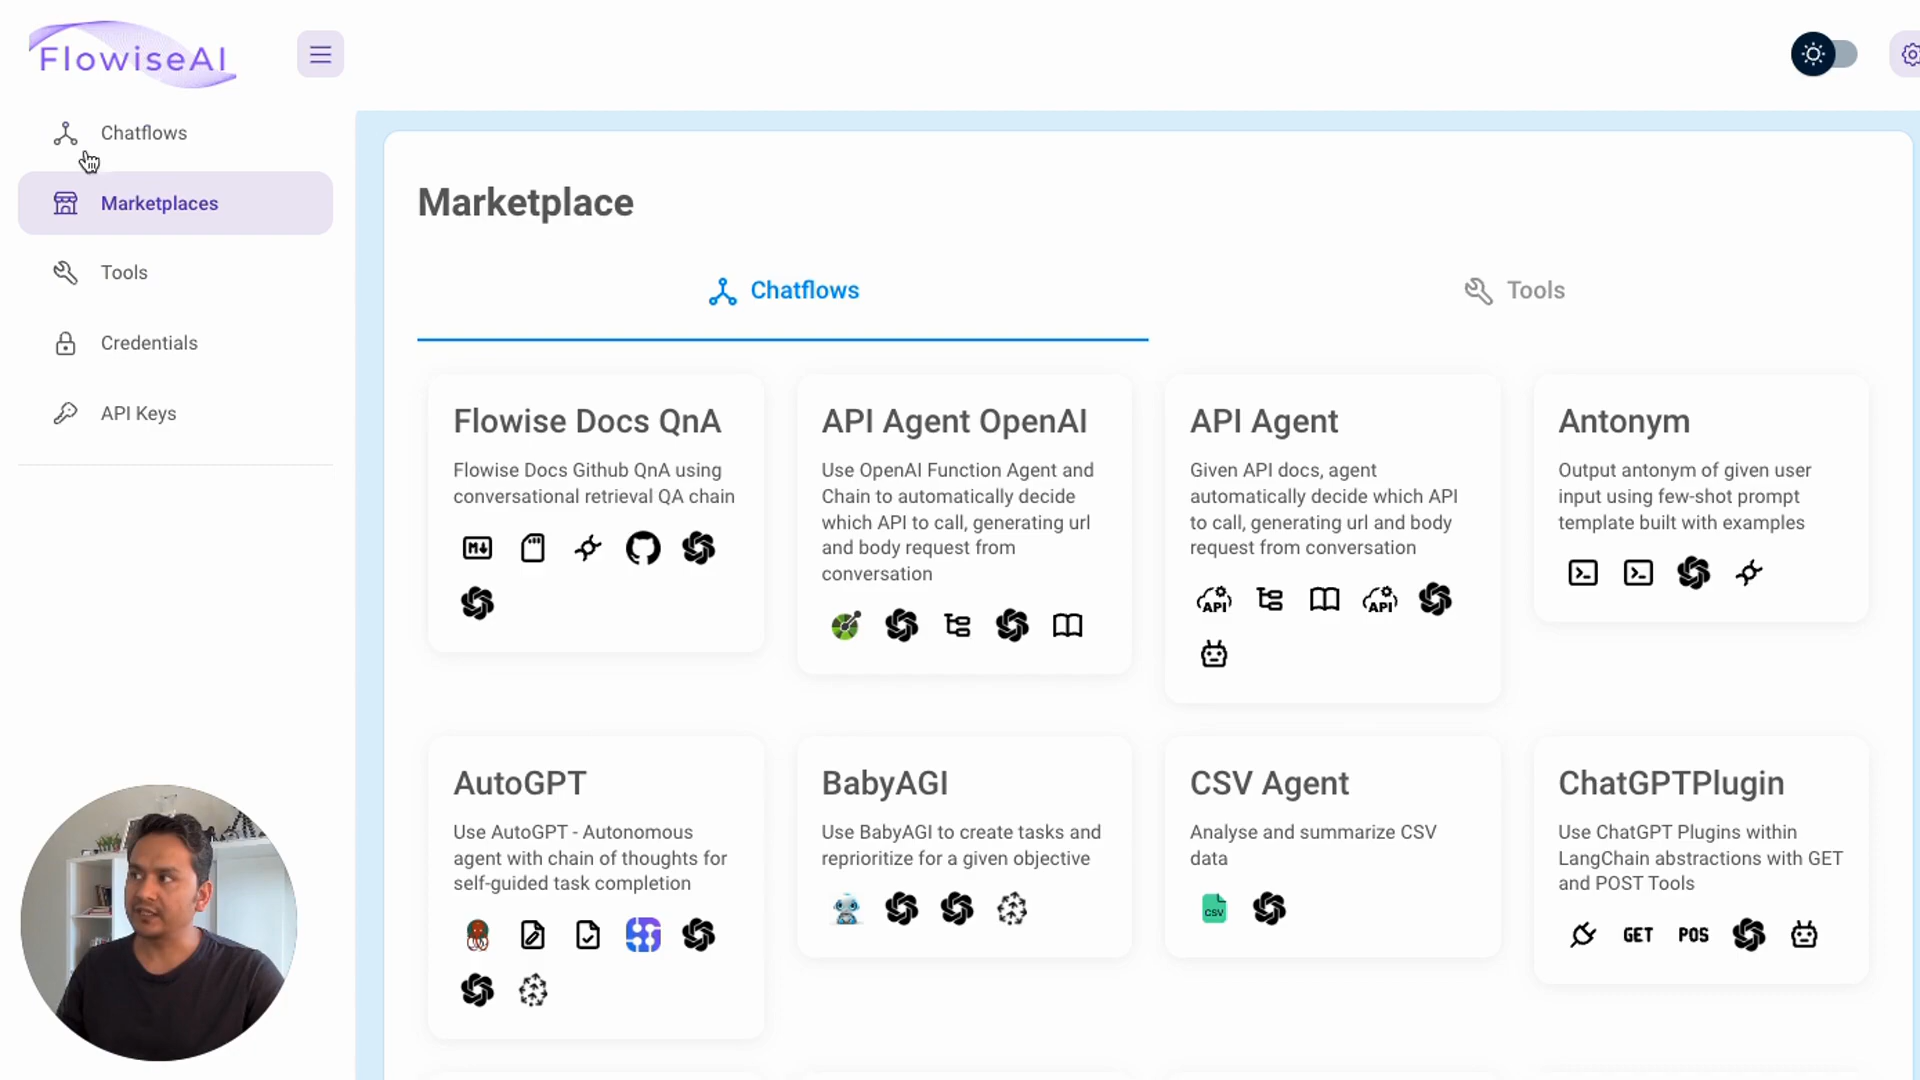 FlowiseAI
Chatflows
Marketplaces
Tools
Credentials
API Keys
Marketplace
Chatflows
Tools
Flowise Docs QnA
Flowise Docs Github QnA using
conversational retrieval QA chain
API Agent OpenAI
Use OpenAI Function Agent and
Chain to automatically decide
which API to call, generating url
and body request from
conversation
API Agent
Given API docs, agent
automatically decide which API
to call, generating url and body
request from conversation
API
API
Antonym
Output antonym of given user
input using few-shot prompt
template built with examples
AutoGPT
Use AutoGPT - Autonomous
agent with chain of thoughts for
self-guided task completion
BabyAGI
Use BabyAGI to create tasks and
reprioritize for a given objective
CSV Agent
Analyse and summarize CSV
data
CSV
ChatGPTPlugin
Use ChatGPT Plugins within
LangChain abstractions with GET
and POST Tools
GET POS